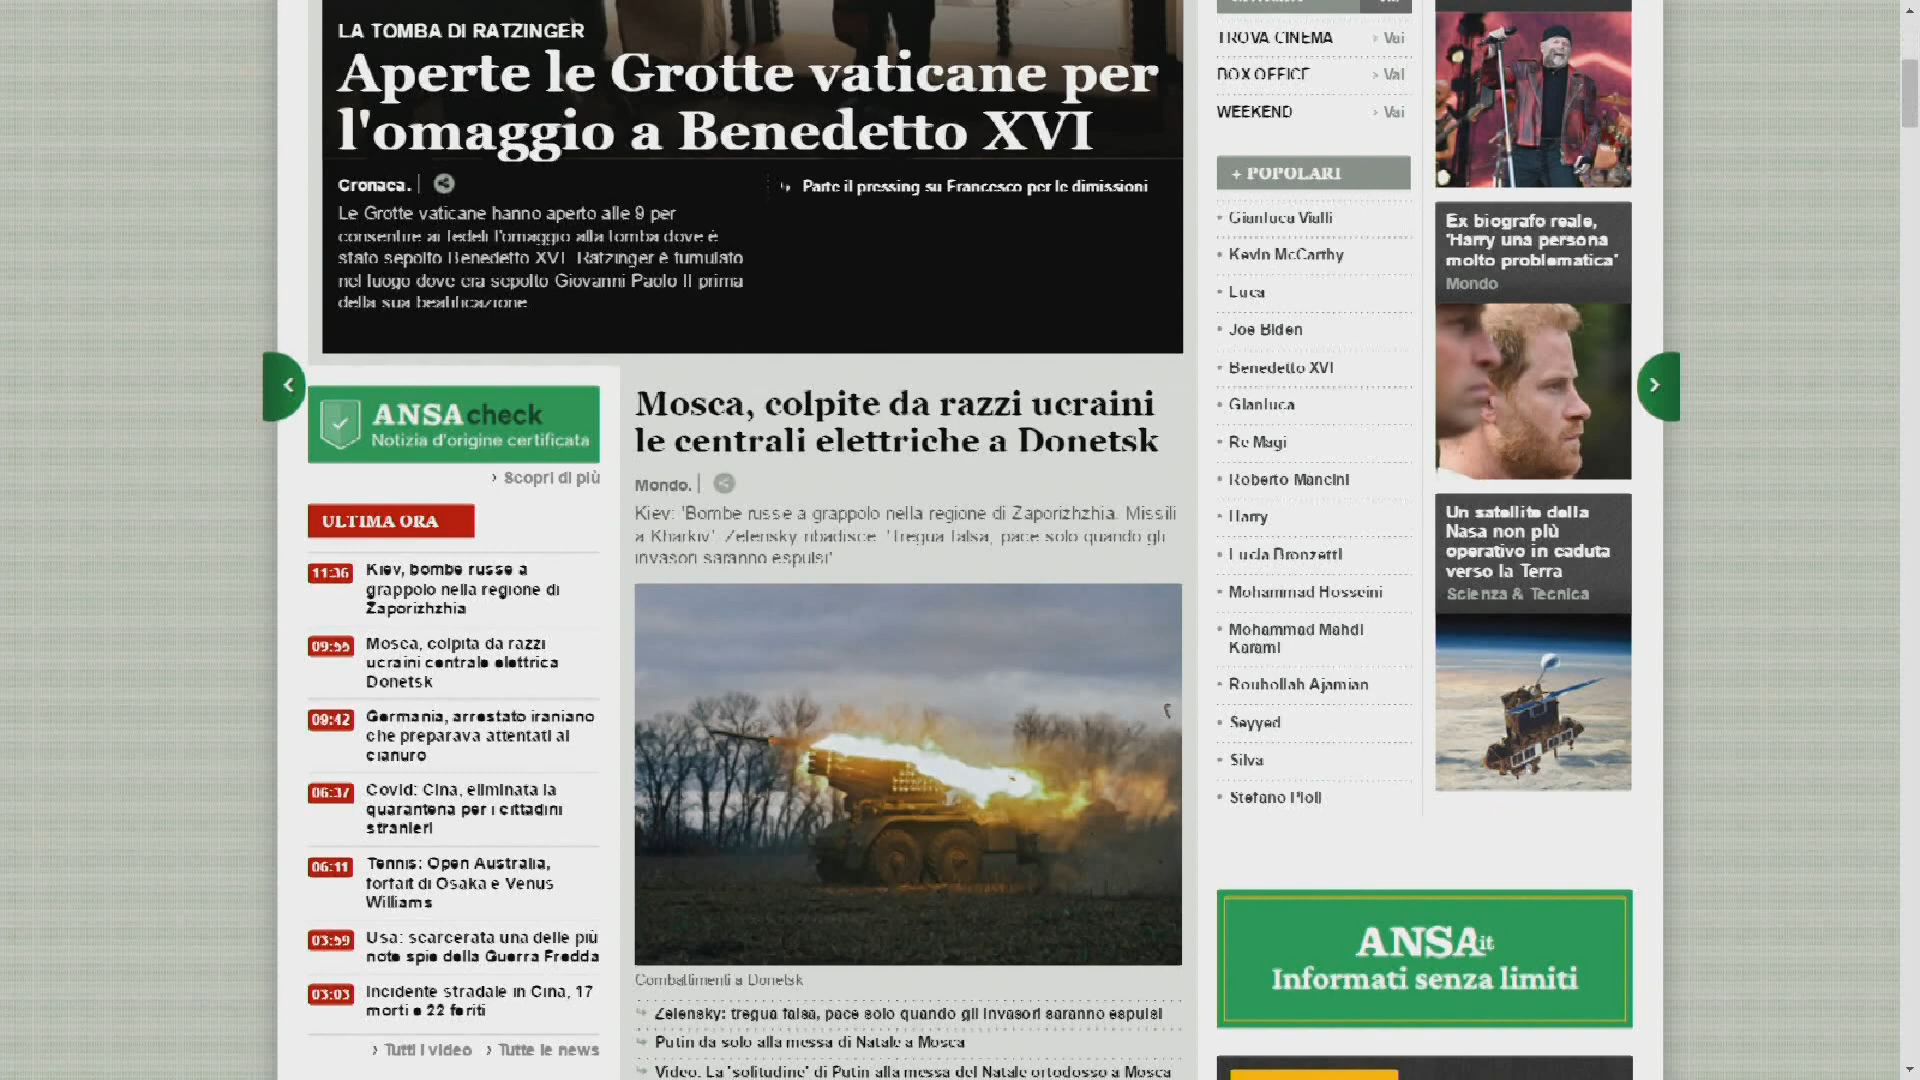 LA TOMBA DI RATZINGER
Aperte le Grotte vaticane per
l'omaggio a Benedetto XVI
Cronaca.
Parte il pressing su Francesco per le dimissioni
Le Grotte vaticane hanno aperto alle 9 per
consentire ai fedeli l'omaggio alla tomba dove è
stato sepolto Benedetto XVI. Ratzinger è tumulato
nel luogo dove era sepolto Giovanni Paolo II prima
della sua beatificazione
ANSA check
Notizia d'origine certificata
› Scopri di più
ULTIMA ORA
11:36 Kiev, bombe russe a
grappolo nella regione di
Zaporizhzhia
09:55 Mosca, colpita da razzi
ucraini centrale elettrica
Donetsk
09:42 Germania, arrestato iraniano
che preparava attentati al
cianuro
06:37 Covid: Cina, eliminata la
quarantena per i cittadini
stranieri
06:11 Tennis: Open Australia,
forfait di Osaka e Venus
Williams
03:59 Usa: scarcerata una delle più
note spie della Guerra Fredda
03:03 Incidente stradale in Cina, 17
morti e 22 feriti
› Tutti i video › Tutte le news
Mosca, colpite da razzi ucraini
le centrali elettriche a Donetsk
Mondo.
Kiev: 'Bombe russe a grappolo nella regione di Zaporizhzhia. Missili
a Kharkiv'. Zelensky ribadisce: 'Tregua falsa, pace solo quando gli
invasori saranno espulsi'
Combattimenti a Donetsk
Zelensky: tregua falsa, pace solo quando gli invasori saranno espulsi
Putin da solo alla messa di Natale a Mosca
Video. La 'solitudine' di Putin alla messa del Natale ortodosso a Mosca
TROVA CINEMA › Vai
BOX OFFICE › Vai
WEEKEND › Vai
+ POPOLARI
Gianluca Vialli
Kevin McCarthy
Luca
Joe Biden
Benedetto XVI
Gianluca
Re Magi
Roberto Mancini
Harry
Lucia Bronzetti
Mohammad Hosseini
Mohammad Mahdi
Karami
Rouhollah Ajamian
Seyyed
Silva
Stefano Pioli
Ex biografo reale,
'Harry una persona
molto problematica'
Mondo
Un satellite della
Nasa non più
operativo in caduta
verso la Terra
Scienza & Tecnica
ANSA.it
Informati senza limiti